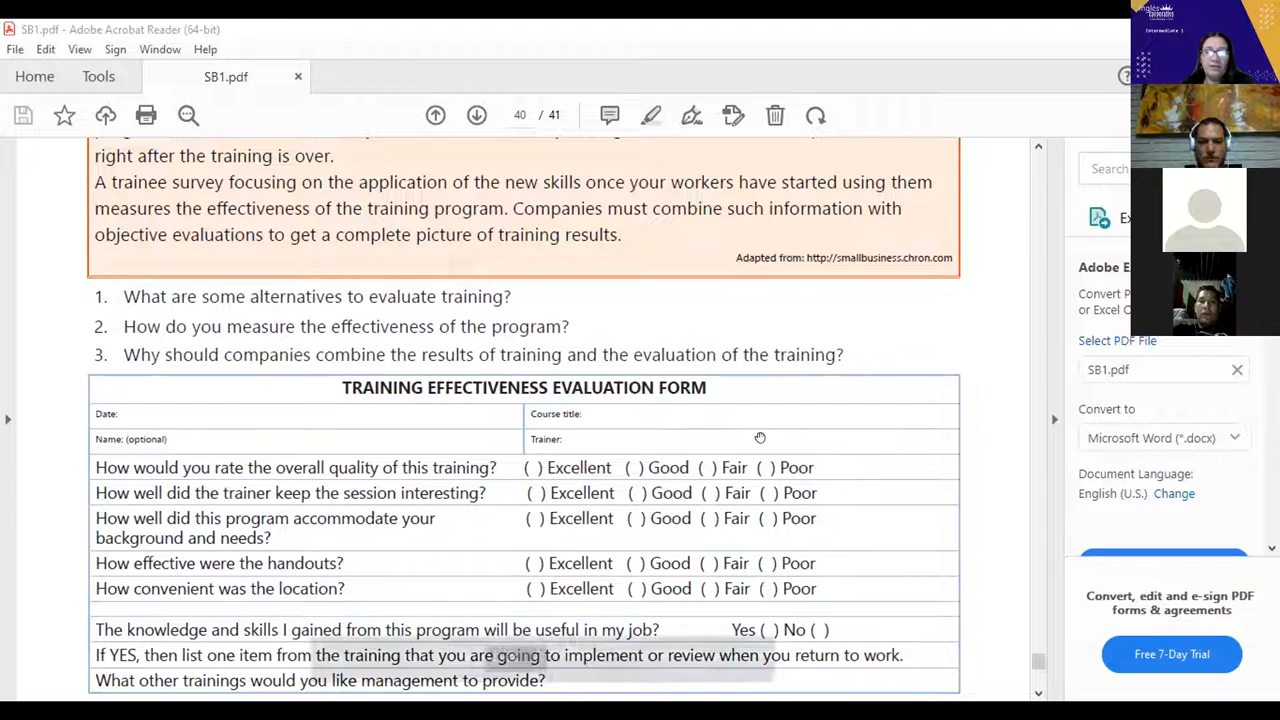 SB1.pdf - Adobe Acrobat Reader (64-bit)
File Edit View Sign Window Help
Home Tools SB1.pdf ×
40 / 41
right after the training is over.
A trainee survey focusing on the application of the new skills once your workers have started using them
measures the effectiveness of the training program. Companies must combine such information with
objective evaluations to get a complete picture of training results.
Adapted from: http://smallbusiness.chron.com
1. What are some alternatives to evaluate training?
2. How do you measure the effectiveness of the program?
3. Why should companies combine the results of training and the evaluation of the training?
TRAINING EFFECTIVENESS EVALUATION FORM
Date: Course title:
Name: (optional) Trainer:
How would you rate the overall quality of this training? ( ) Excellent ( ) Good ( ) Fair ( ) Poor
How well did the trainer keep the session interesting? ( ) Excellent ( ) Good ( ) Fair ( ) Poor
How well did this program accommodate your
background and needs? ( ) Excellent ( ) Good ( ) Fair ( ) Poor
How effective were the handouts? ( ) Excellent ( ) Good ( ) Fair ( ) Poor
How convenient was the location? ( ) Excellent ( ) Good ( ) Fair ( ) Poor
The knowledge and skills I gained from this program will be useful in my job? Yes ( ) No ( )
If YES, then list one item from the training that you are going to implement or review when you return to work.
What other trainings would you like management to provide?
Search
Adobe E
Convert P
or Excel O
Select PDF File
SB1.pdf ×
Convert to
Microsoft Word (*.docx)
Document Language:
English (U.S.) Change
Convert, edit and e-sign PDF
forms & agreements
Free 7-Day Trial
Inglés
Corporativo
Intermediate 1